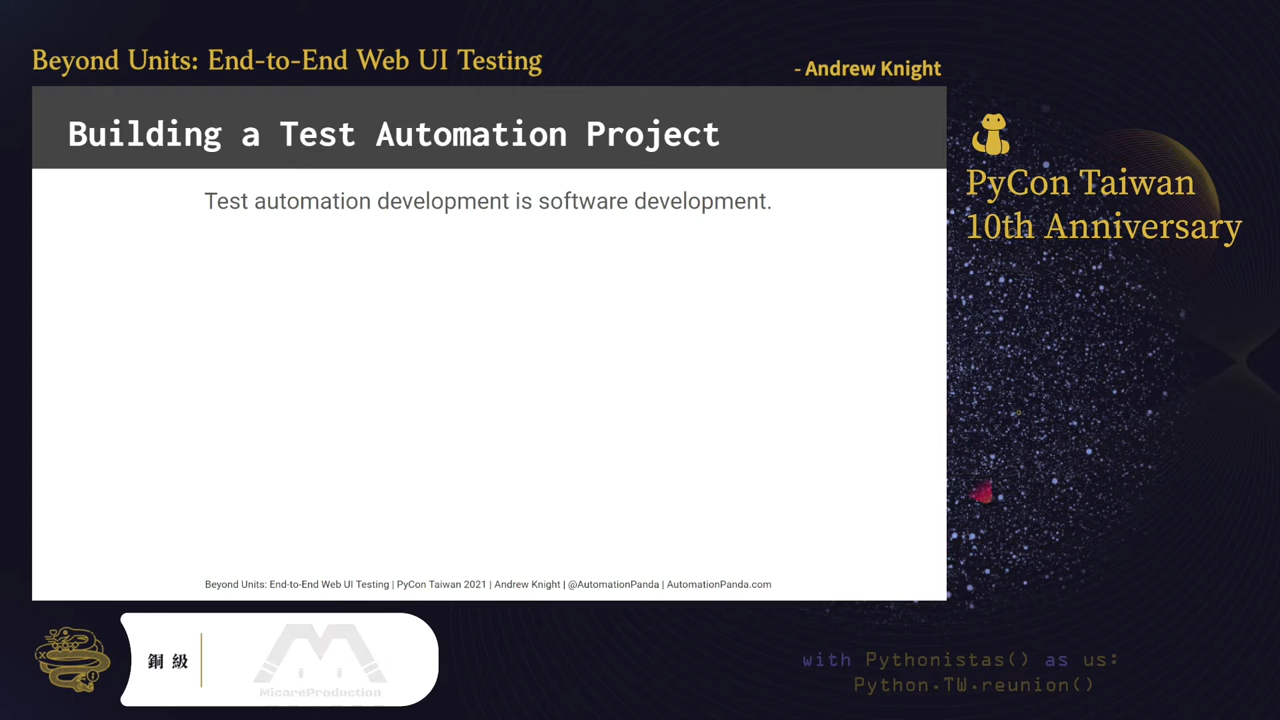 Beyond Units: End-to-End Web UI Testing
- Andrew Knight
Building a Test Automation Project
Test automation development is software development.
Beyond Units: End-to-End Web UI Testing | PyCon Taiwan 2021 | Andrew Knight | @AutomationPanda | AutomationPanda.com
PyCon Taiwan
10th Anniversary
銅 級
MicareProduction
with Pythonistas() as us:
Python.TW.reunion()